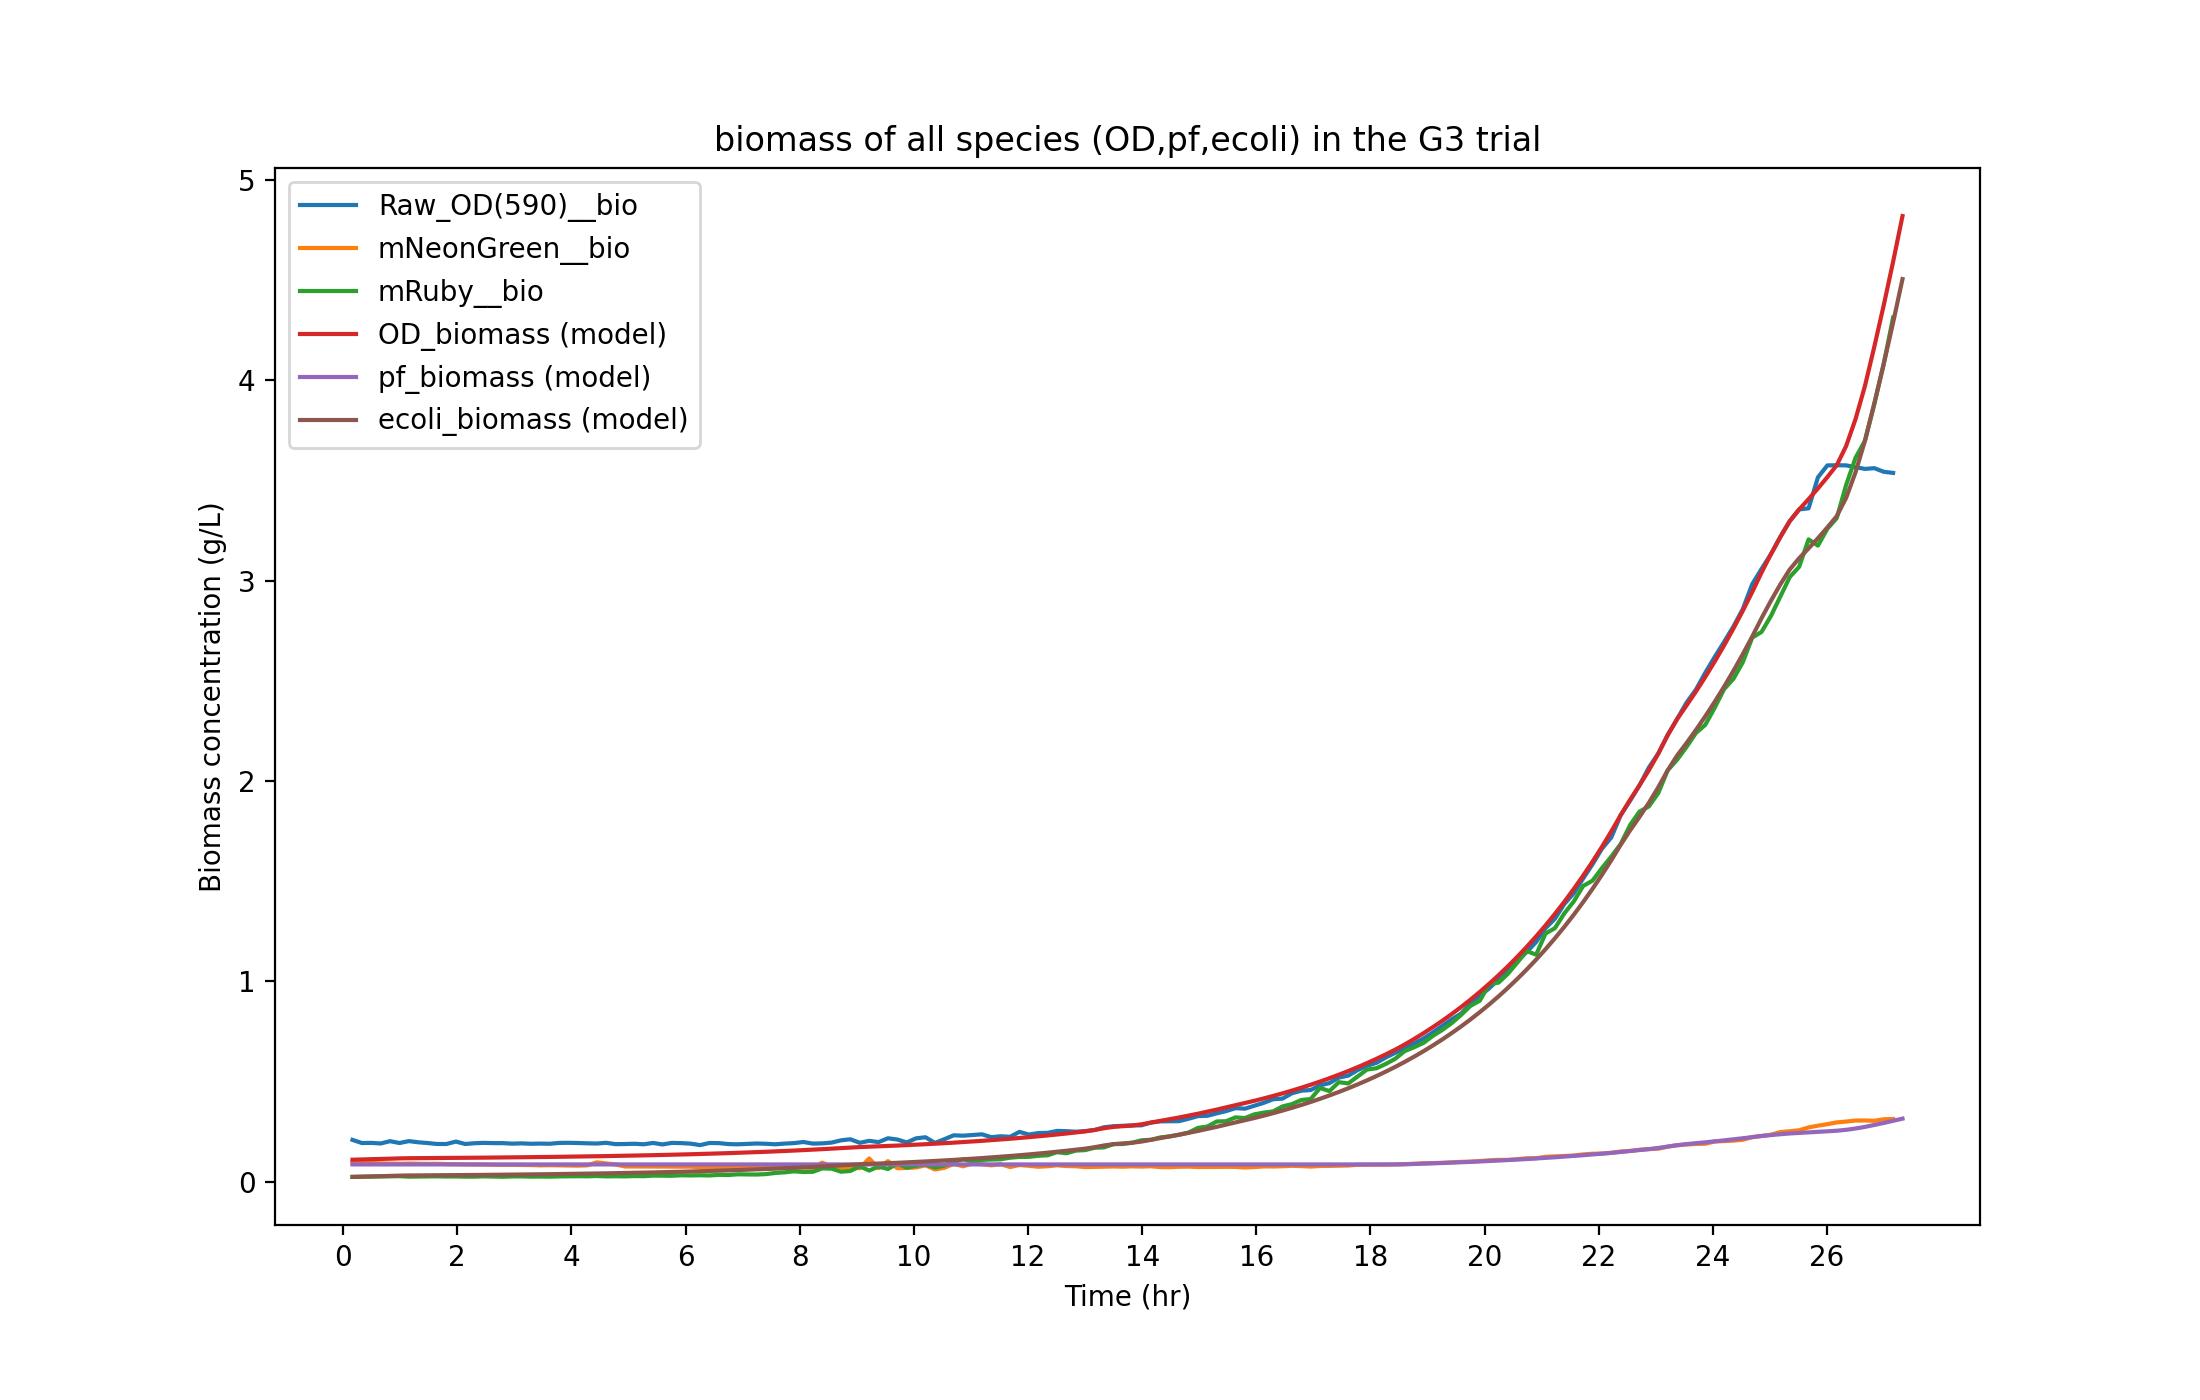 biomass of all species (OD,pf,ecoli) in the G3 trial
5
4
3
2
1
0
Biomass concentration (g/L)
Raw_OD(590)__bio
mNeonGreen__bio
mRuby__bio
OD_biomass (model)
pf_biomass (model)
ecoli_biomass (model)
0 2 4 6 8 10 12 14 16 18 20 22 24 26
Time (hr)